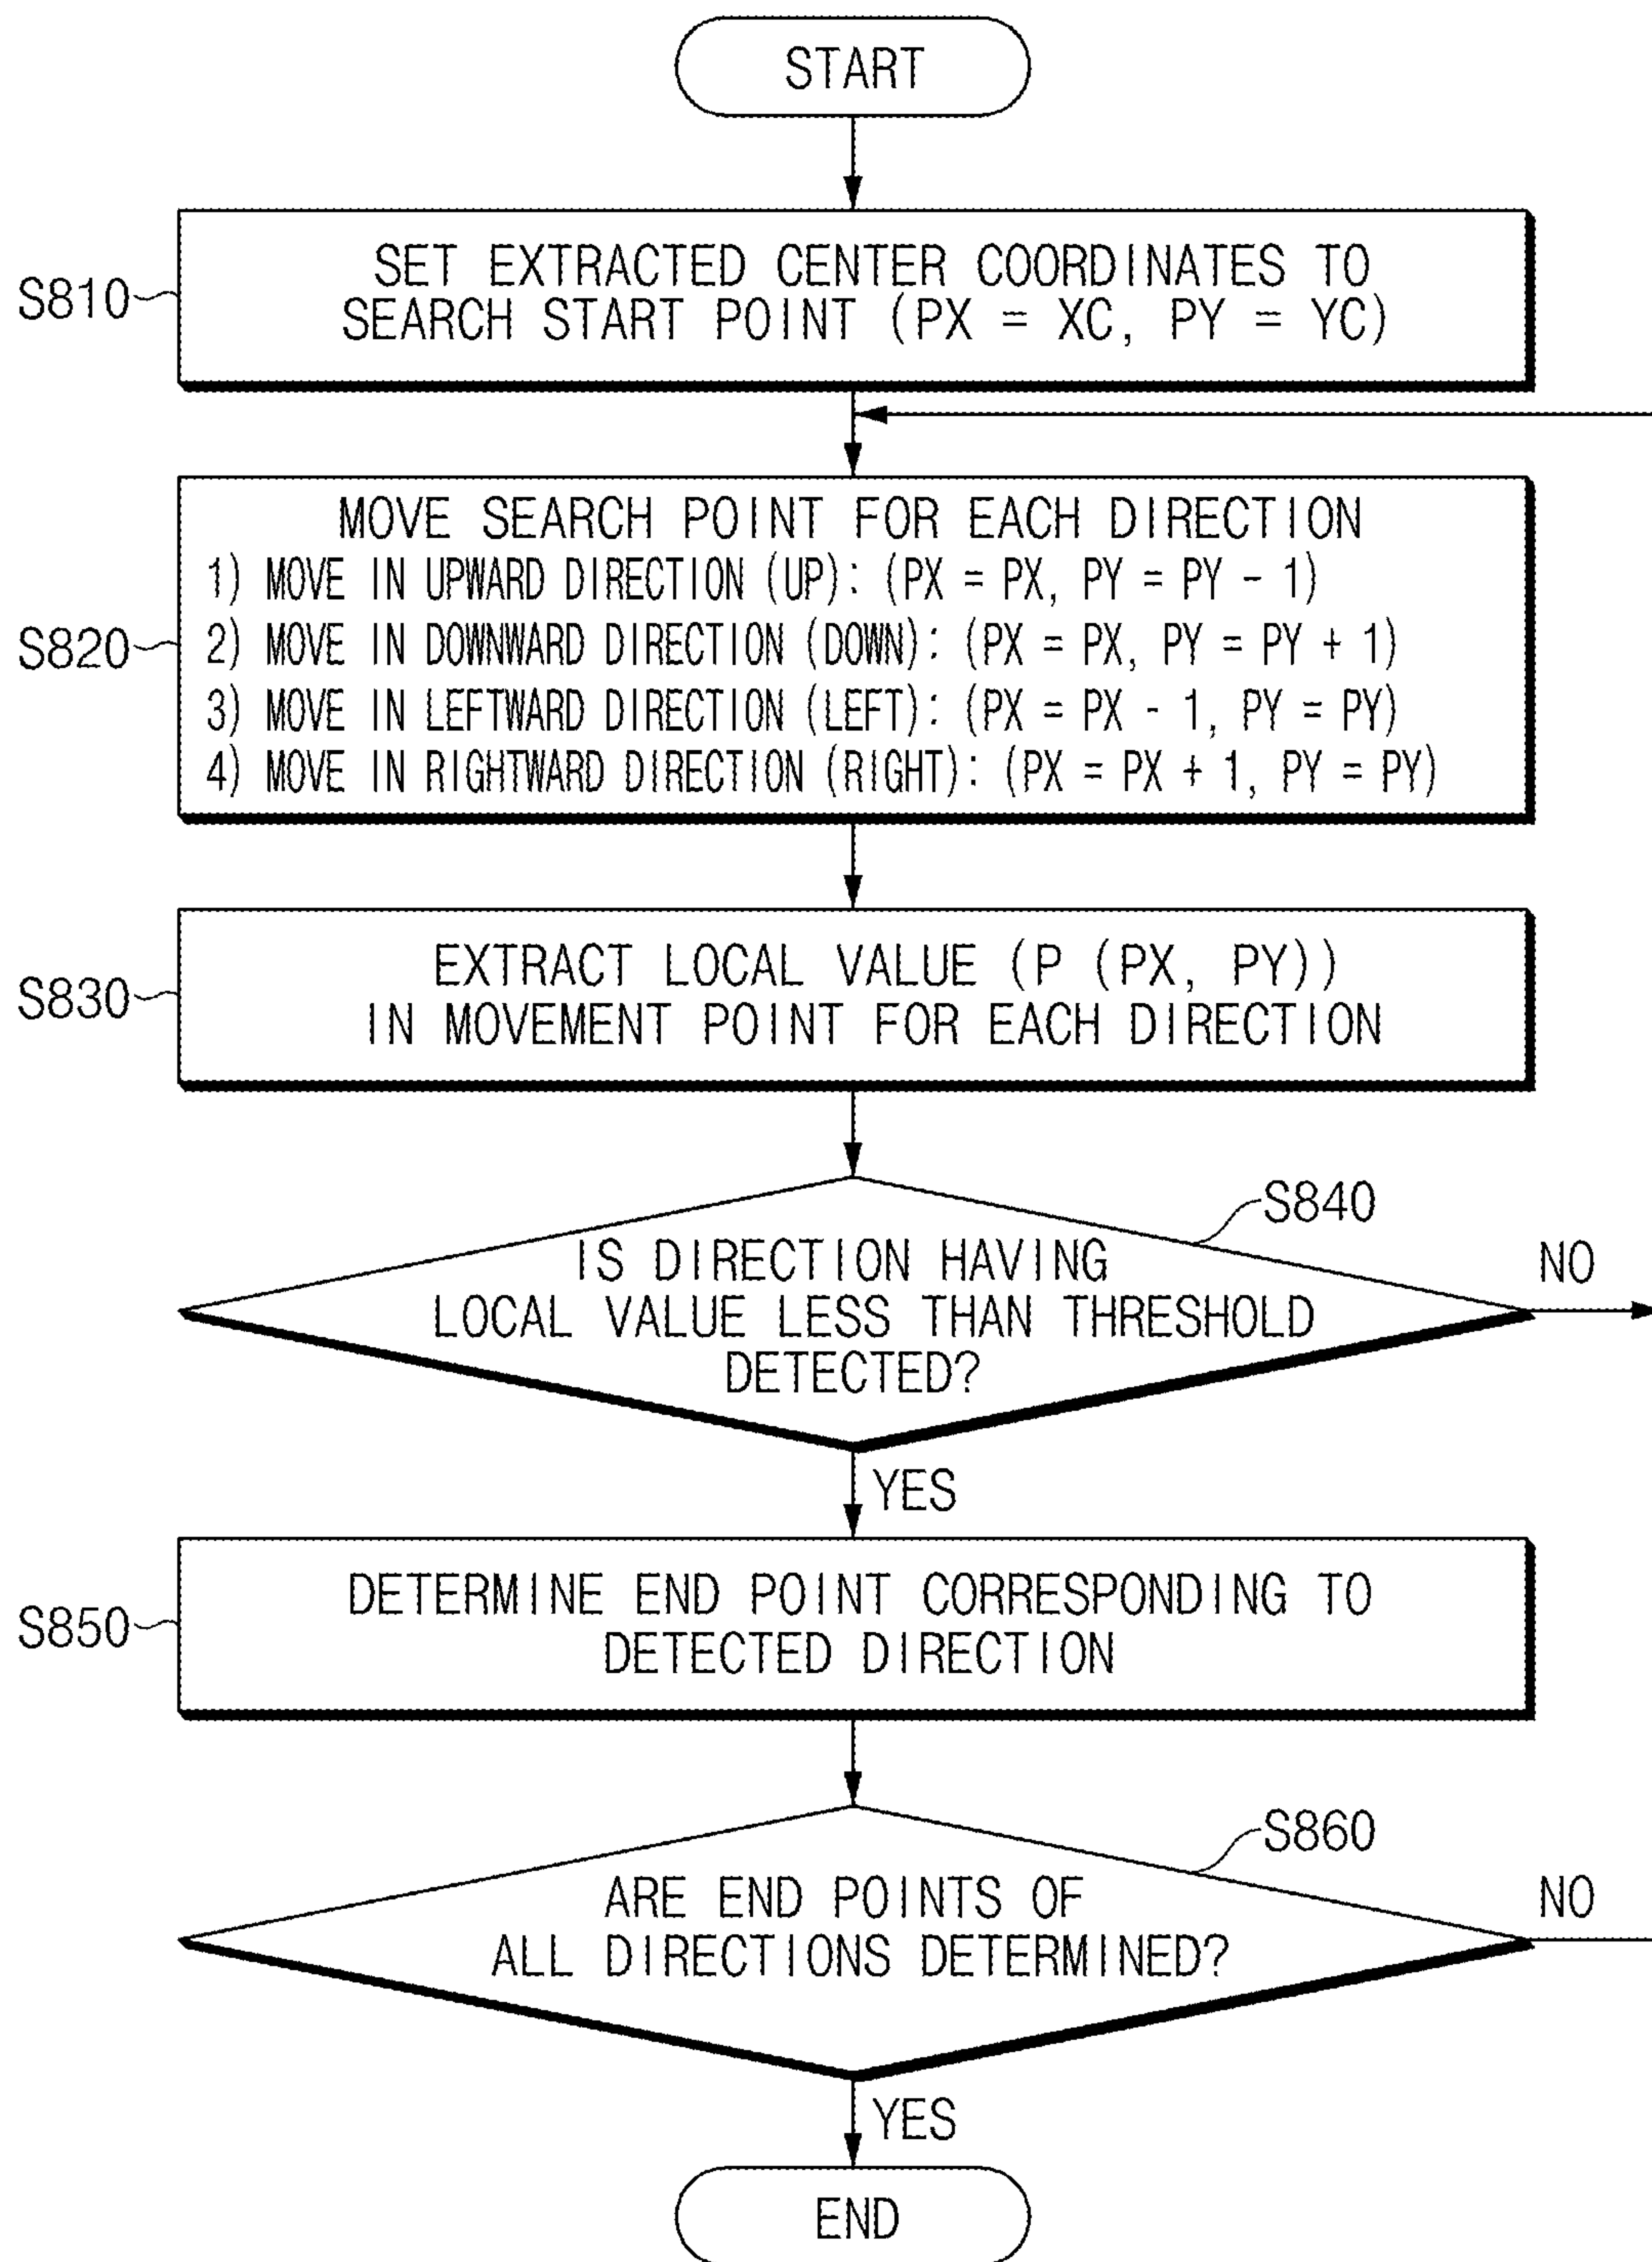 START
S810
SET EXTRACTED CENTER COORDINATES TO
SEARCH START POINT (PX = XC, PY = YC)
S820
MOVE SEARCH POINT FOR EACH DIRECTION
1) MOVE IN UPWARD DIRECTION (UP): (PX = PX, PY = PY - 1)
2) MOVE IN DOWNWARD DIRECTION (DOWN): (PX = PX, PY = PY + 1)
3) MOVE IN LEFTWARD DIRECTION (LEFT): (PX = PX - 1, PY = PY)
4) MOVE IN RIGHTWARD DIRECTION (RIGHT): (PX = PX + 1, PY = PY)
S830
EXTRACT LOCAL VALUE (P (PX, PY))
IN MOVEMENT POINT FOR EACH DIRECTION
S840
IS DIRECTION HAVING
LOCAL VALUE LESS THAN THRESHOLD
DETECTED?
NO
YES
S850
DETERMINE END POINT CORRESPONDING TO
DETECTED DIRECTION
S860
ARE END POINTS OF
ALL DIRECTIONS DETERMINED?
NO
YES
END